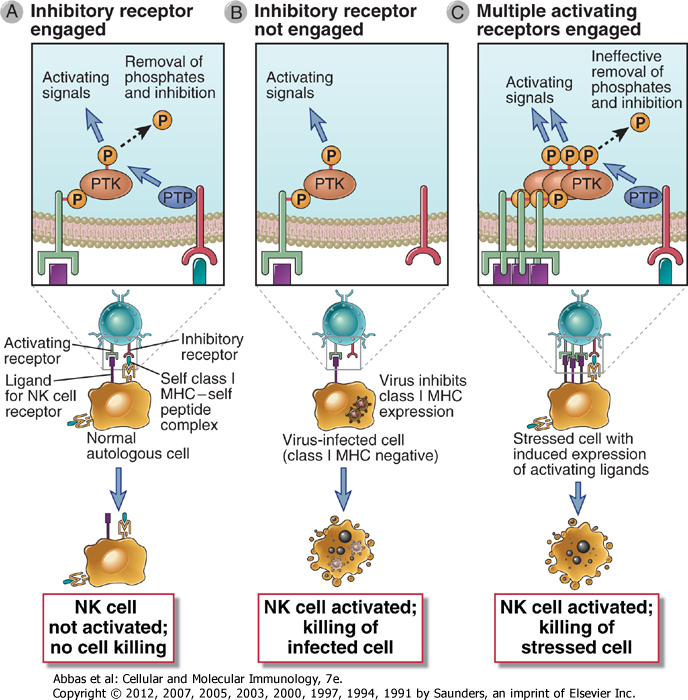 A Inhibitory receptor
engaged
B Inhibitory receptor
not engaged
C Multiple activating
receptors engaged
Activating
signals
Removal of
phosphates
and inhibition
P
P
PTK
P
PTP
Activating
signals
P
PTK
P
Activating
signals
Ineffective
removal of
phosphates
and inhibition
P
P P P
PTK
P P
PTP
Activating
receptor
Inhibitory
receptor
Ligand
for NK cell
receptor
Self class I
MHC–self
peptide
complex
Normal
autologous cell
Virus inhibits
class I MHC
expression
Virus-infected cell
(class I MHC negative)
Stressed cell with
induced expression
of activating ligands
NK cell
not activated;
no cell killing
NK cell activated;
killing of
infected cell
NK cell activated;
killing of
stressed cell
Abbas et al: Cellular and Molecular Immunology, 7e.
Copyright © 2012, 2007, 2005, 2003, 2000, 1997, 1994, 1991 by Saunders, an imprint of Elsevier Inc.